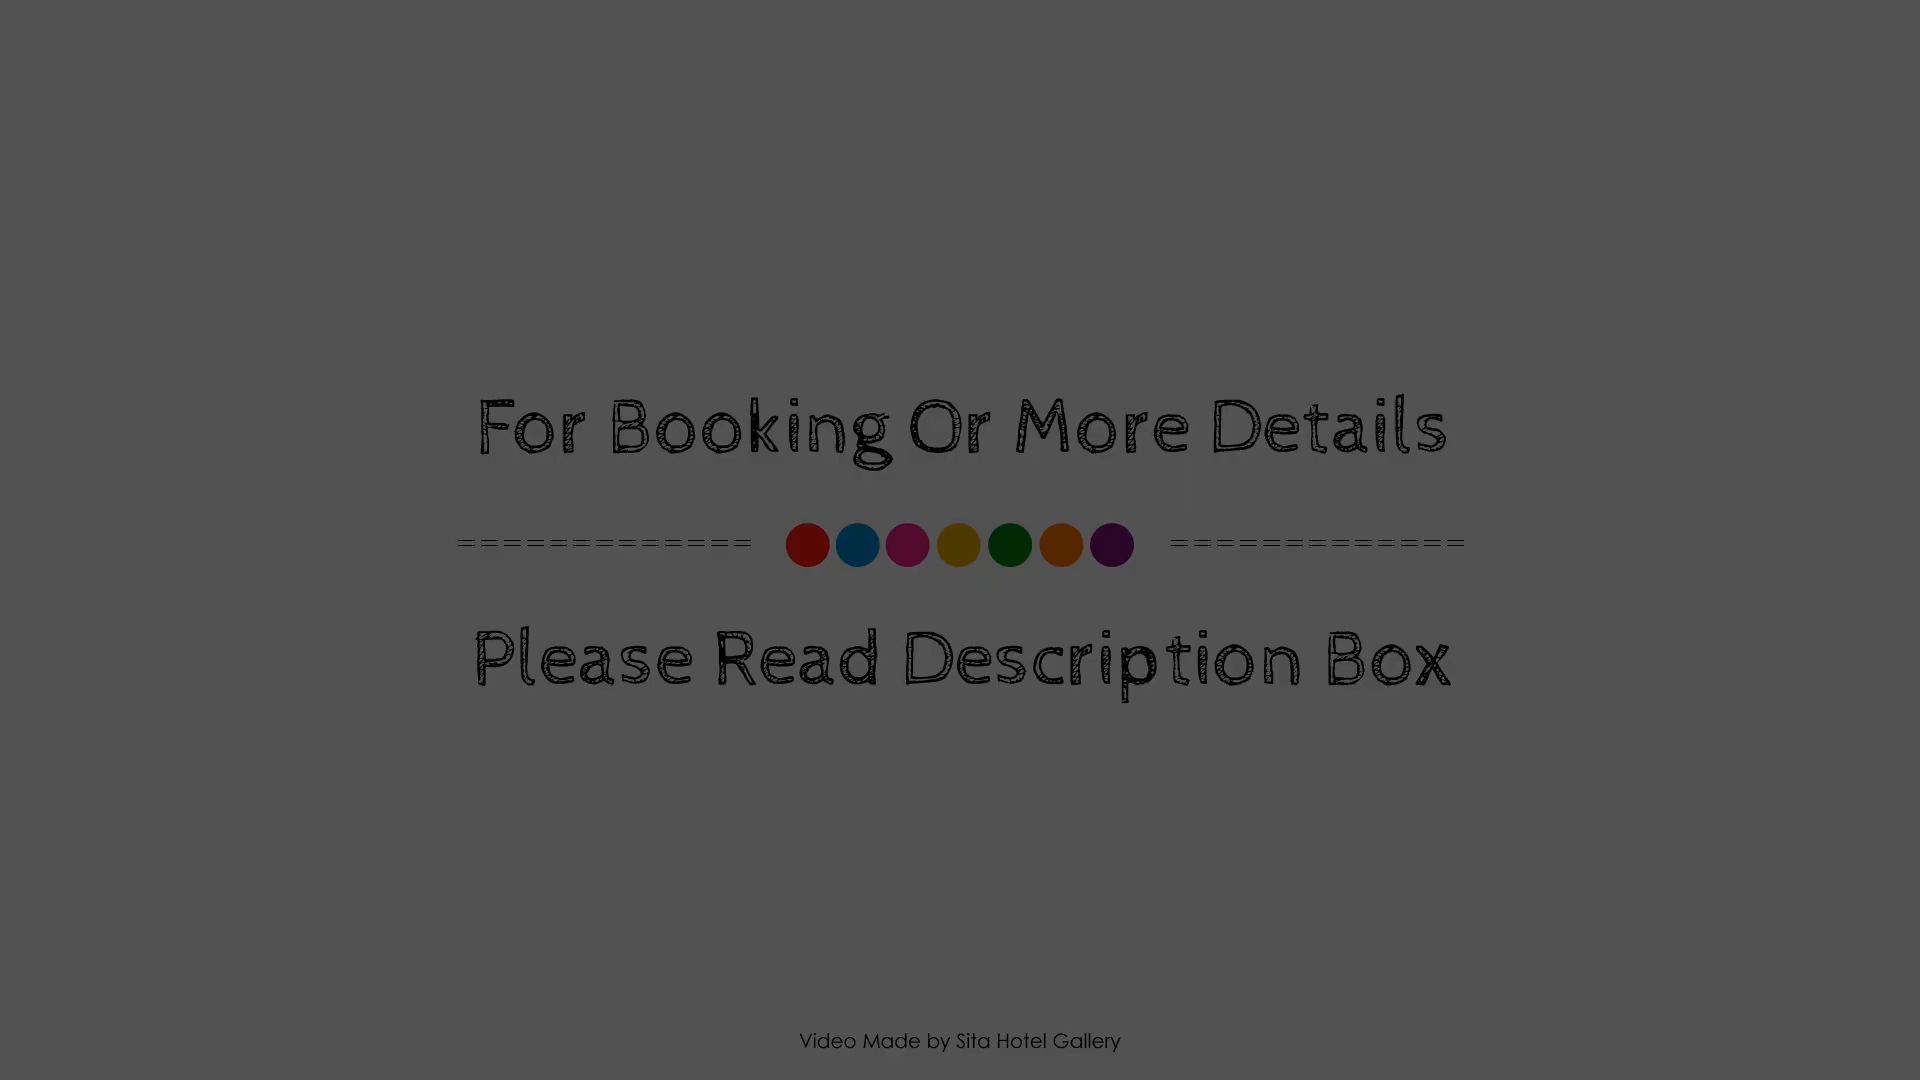 For Booking Or More Details
============= =============
Please Read Description Box
Video Made by Sita Hotel Gallery